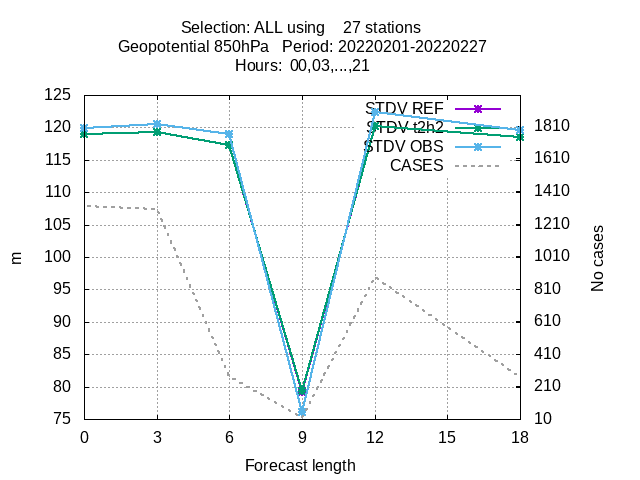 Selection: ALL using    27 stations
Geopotential 850hPa   Period: 20220201-20220227
Hours:  00,03,...,21
STDV REF
STDV t2h2
STDV OBS
CASES
125
120
115
110
105
100
95
90
85
80
75
m
1810
1610
1410
1210
1010
810
610
410
210
10
No cases
0 3 6 9 12 15 18
Forecast length